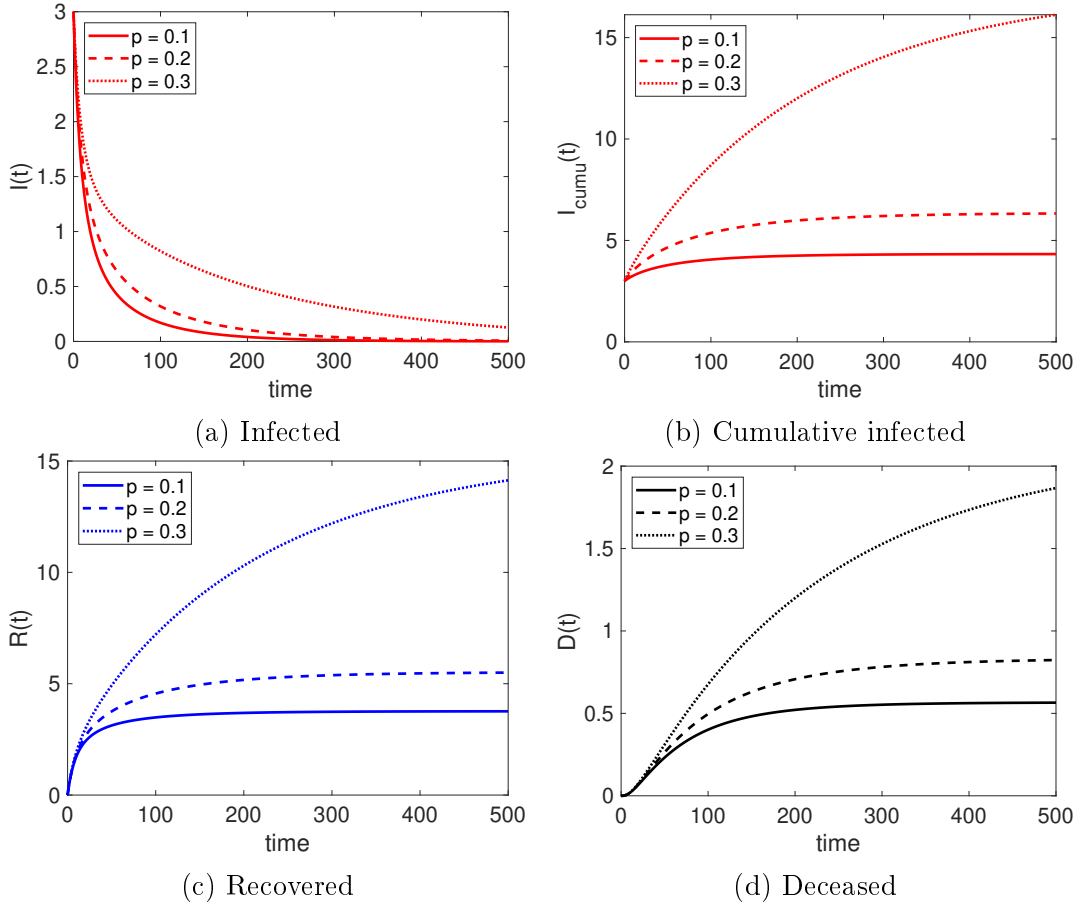 3
2.5
2
1.5
1
0.5
0
I(t)
p = 0.1
p = 0.2
p = 0.3
0 100 200 300 400 500
time
(a) Infected
15
10
5
0
I_cumu(t)
p = 0.1
p = 0.2
p = 0.3
0 100 200 300 400 500
time
(b) Cumulative infected
15
10
5
0
R(t)
p = 0.1
p = 0.2
p = 0.3
0 100 200 300 400 500
time
(c) Recovered
2
1.5
1
0.5
0
D(t)
p = 0.1
p = 0.2
p = 0.3
0 100 200 300 400 500
time
(d) Deceased